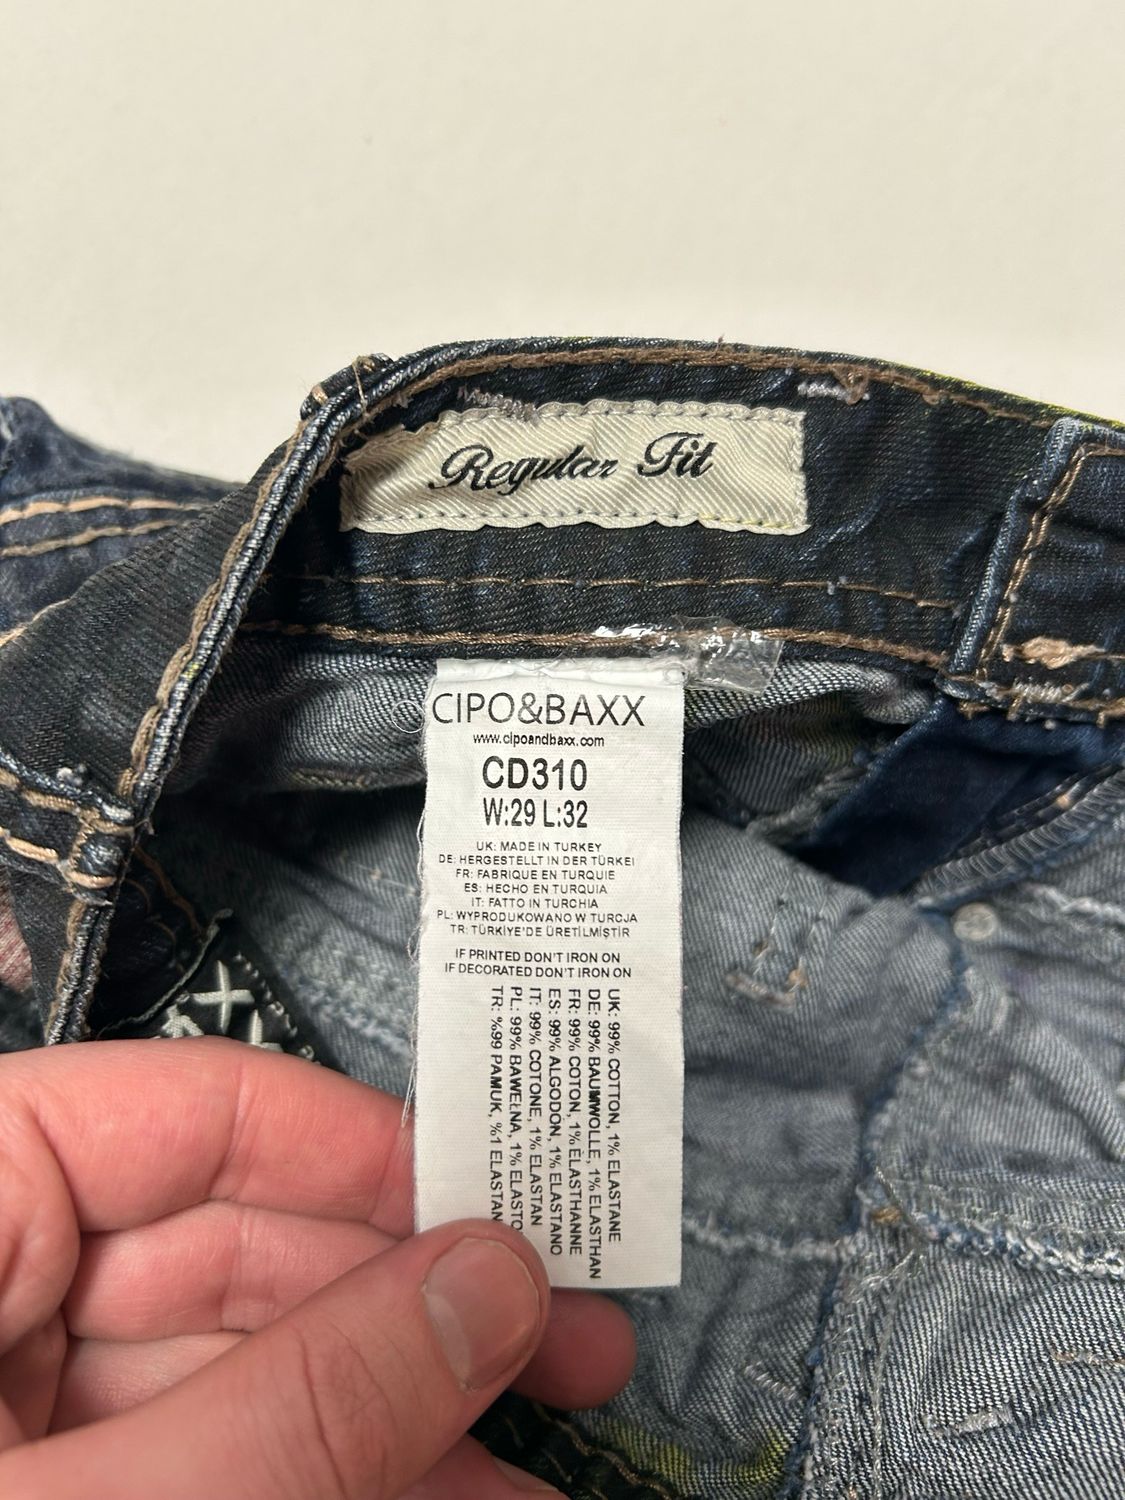 Regular Fit
CIPO&BAXX
www.cipoandbaxx.com
CD310
W:29 L:32
UK: MADE IN TURKEY
DE: HERGESTELLT IN DER TÜRKEI
FR: FABRIQUE EN TURQUIE
ES: HECHO EN TURQUIA
IT: FATTO IN TURCHIA
PL: WYPRODUKOWANO W TURCJA
TR: TÜRKİYE'DE ÜRETİLMİŞTİR
IF PRINTED DON'T IRON ON
IF DECORATED DON'T IRON ON
UK: 99% COTTON, 1% ELASTANE
DE: 99% BAUMWOLLE, 1% ELASTHAN
FR: 99% COTON, 1% ÉLASTHANNE
ES: 99% ALGODÓN, 1% ELASTANO
IT: 99% COTONE, 1% ELASTAN
PL: 99% BAWEŁNA, 1% ELASTO
TR: %99 PAMUK, %1 ELASTAN